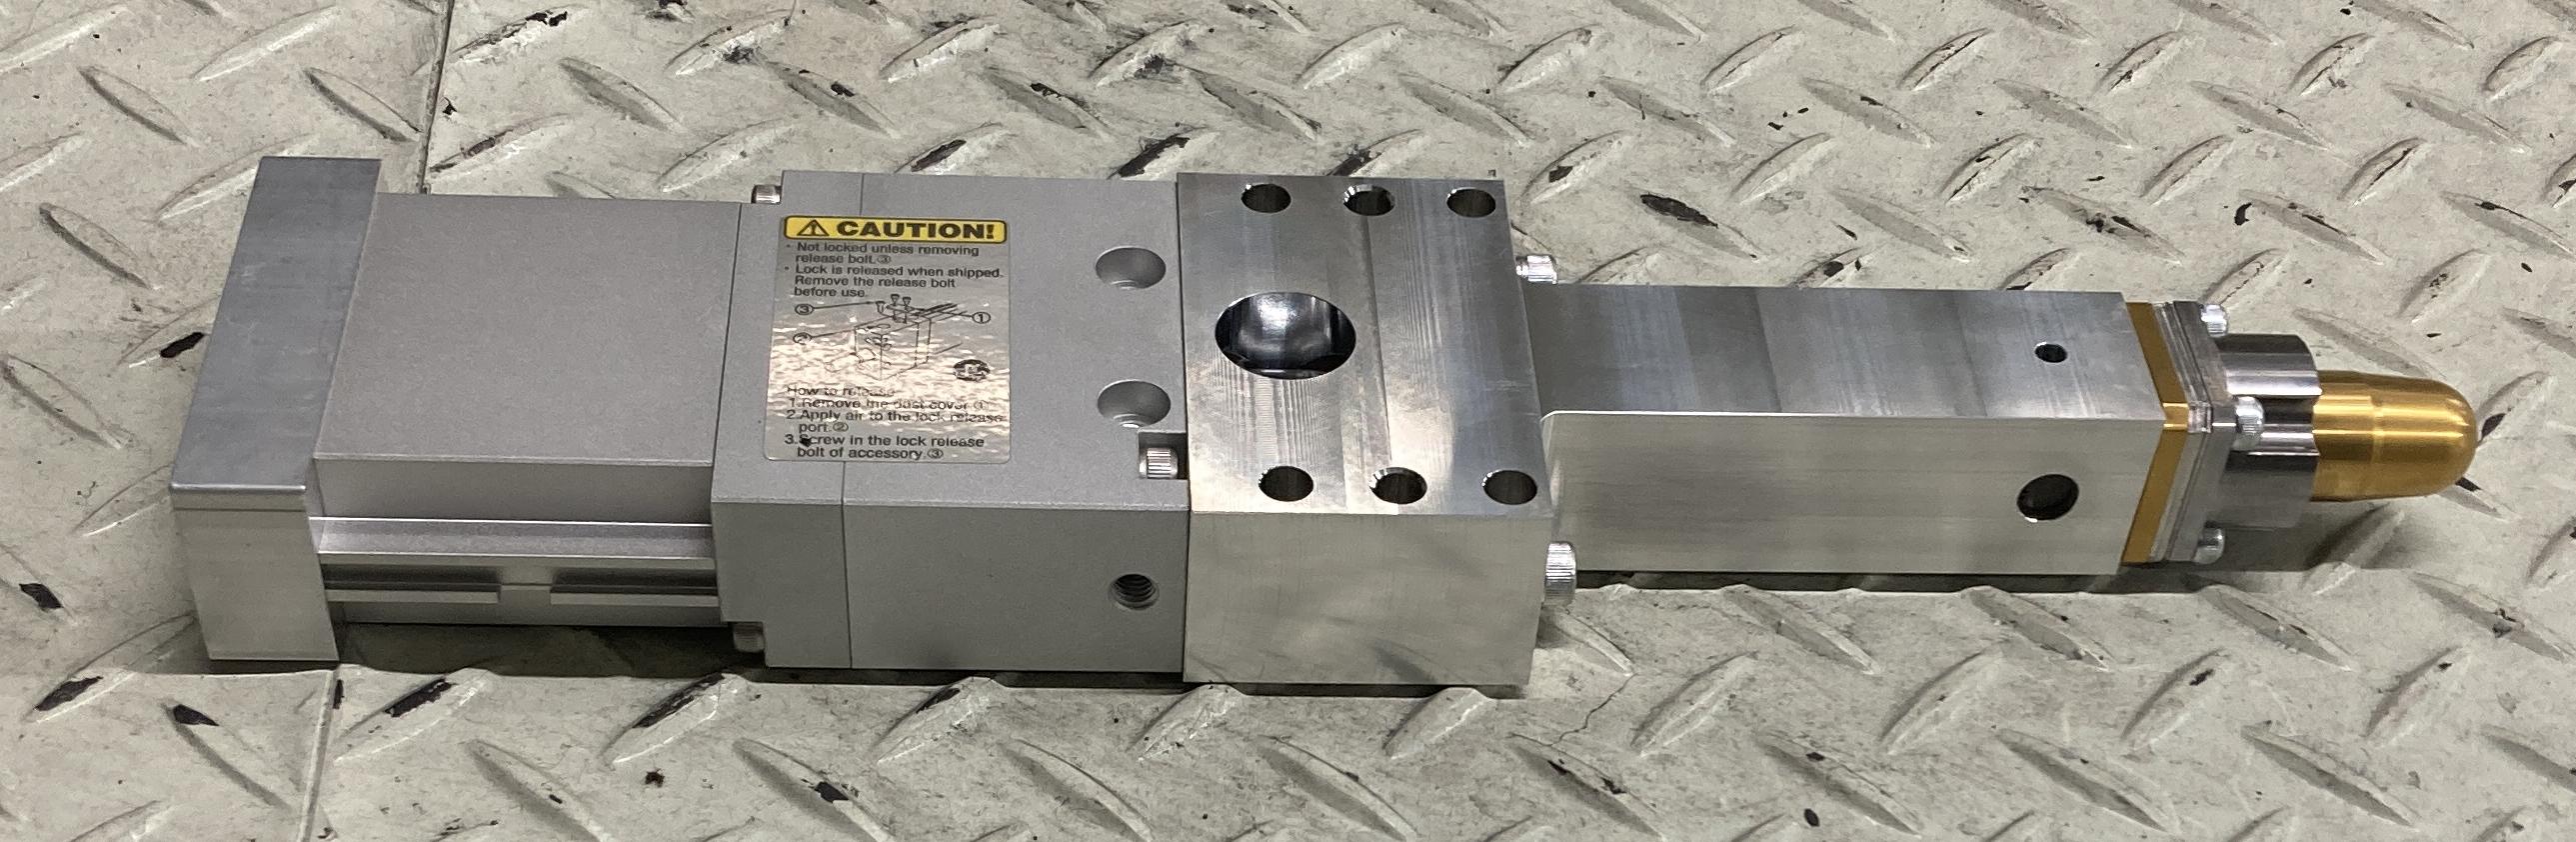 CAUTION!
· Not locked unless removing
release bolt.③
· Lock is released when shipped.
Remove the release bolt
before use.
③
①
②
How to release
1.Remove the dust cover.①
2.Apply air to the lock release
port.②
3.Screw in the lock release
bolt of accessory.③